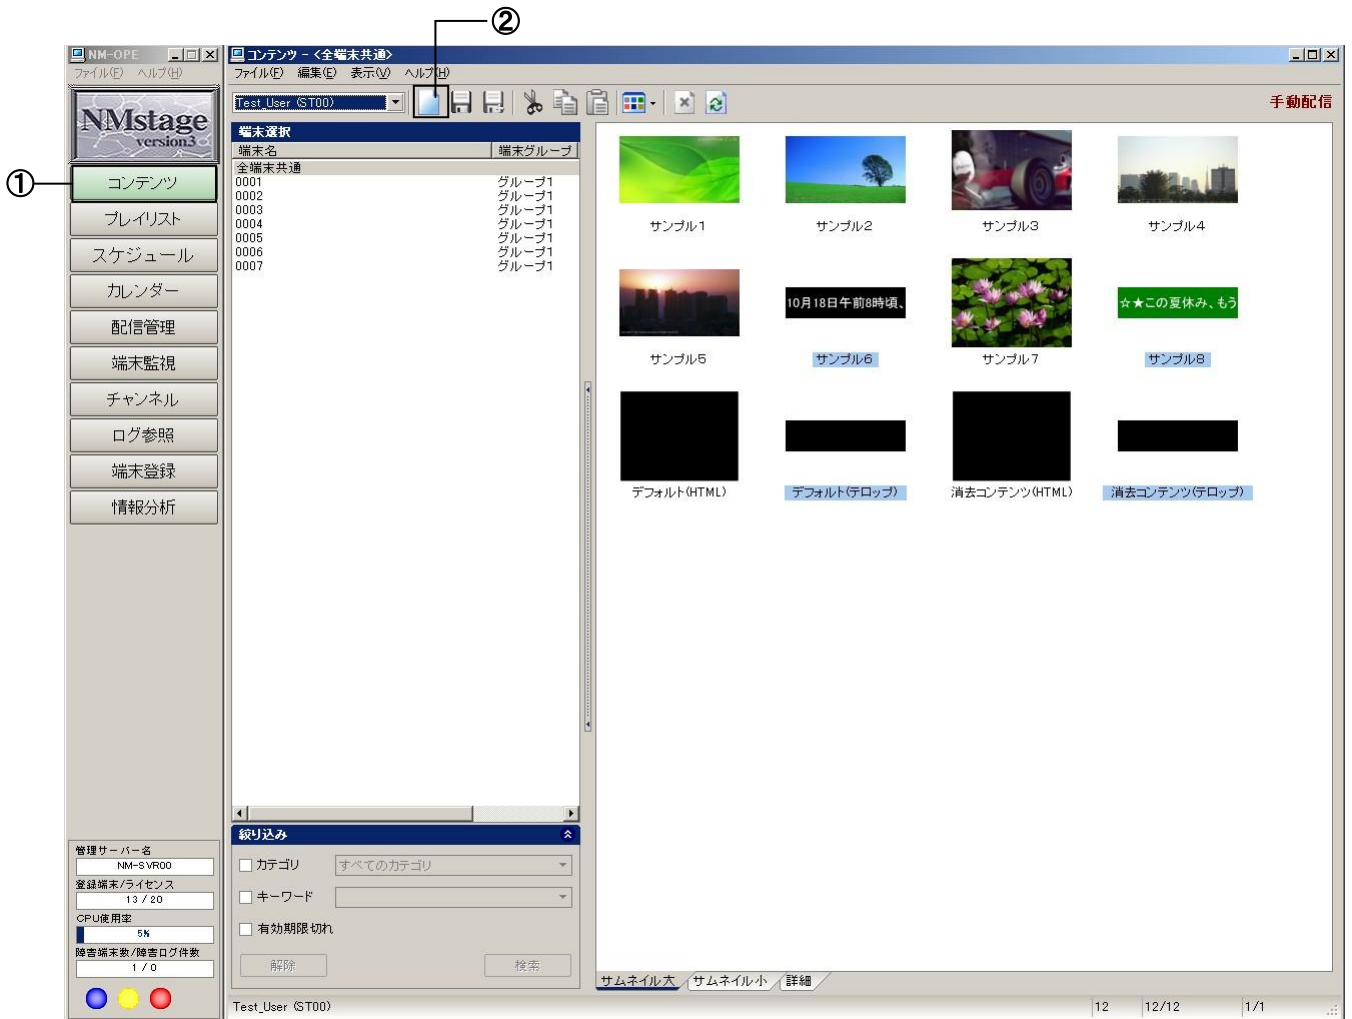 ②
NM-OPE
コンテンツ - <全端末共通>
ファイル(F) ヘルプ(H)
ファイル(F) 編集(E) 表示(V) ヘルプ(H)
Test_User (ST00)
手動配信
NMstage
version3
①
コンテンツ
プレイリスト
スケジュール
カレンダー
配信管理
端末監視
チャンネル
ログ参照
端末登録
情報分析
端末選択
端末名 端末グループ
全端末共通
0001 グループ1
0002 グループ1
0003 グループ1
0004 グループ1
0005 グループ1
0006 グループ1
0007 グループ1
サンプル1 サンプル2 サンプル3 サンプル4
10月18日午前8時頃、
☆★この夏休み、もう
サンプル5 サンプル6 サンプル7 サンプル8
デフォルト(HTML) デフォルト(テロップ) 消去コンテンツ(HTML) 消去コンテンツ(テロップ)
絞り込み
カテゴリ すべてのカテゴリ
キーワード
有効期限切れ
解除 検索
管理サーバー名
NM-SVR00
登録端末/ライセンス
13 / 20
CPU使用率
5%
障害端末数/障害ログ件数
1 / 0
サムネイル大 サムネイル小 詳細
Test_User (ST00) 12 12/12 1/1